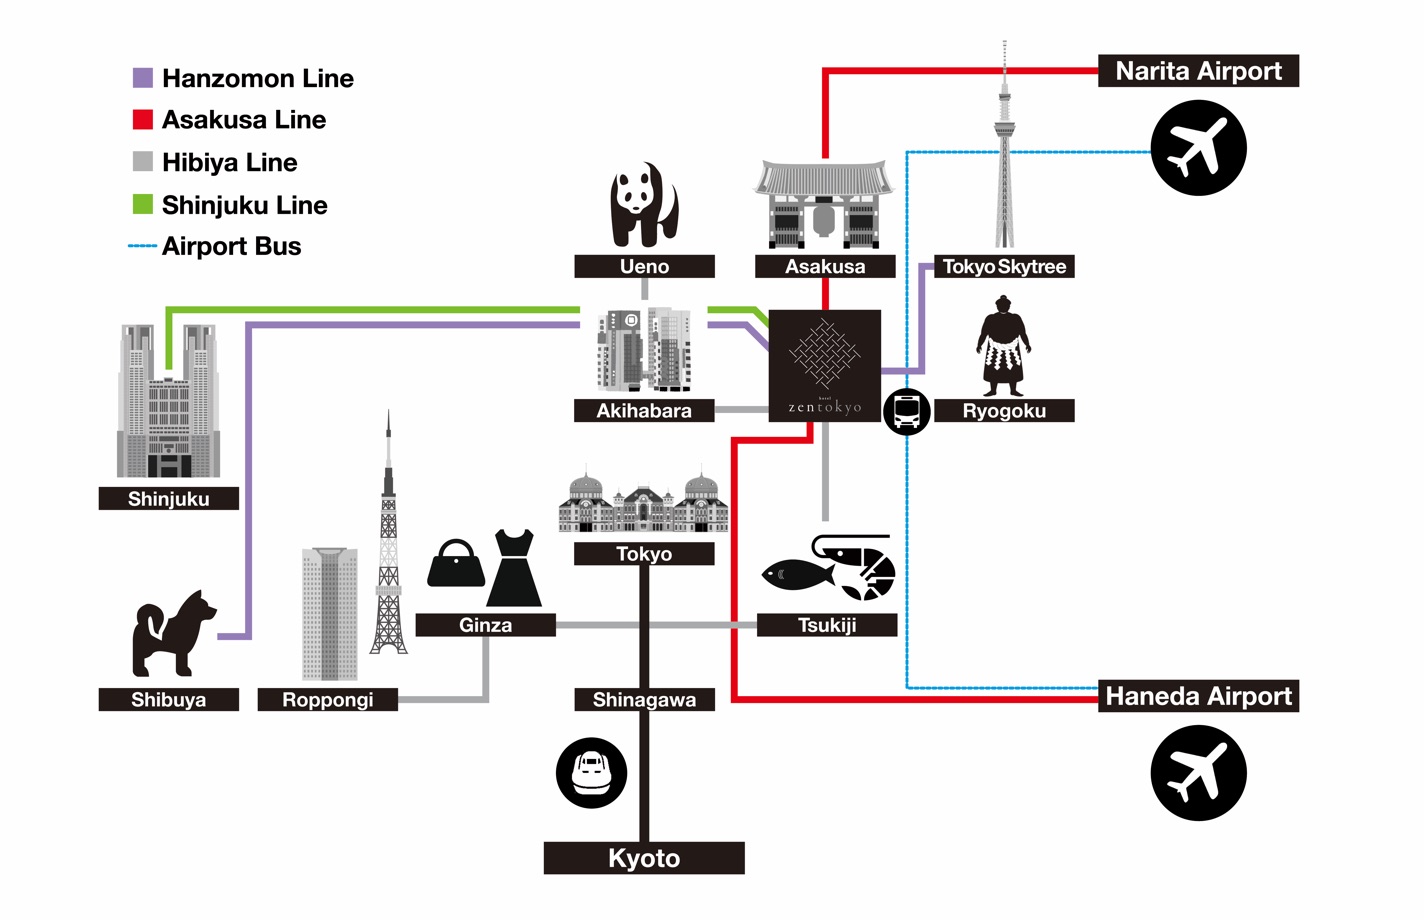 Hanzomon Line
Asakusa Line
Hibiya Line
Shinjuku Line
Airport Bus
Narita Airport
Ueno
Asakusa
Tokyo Skytree
Akihabara
hotel
zentokyo
Ryogoku
Shinjuku
Tokyo
Ginza
Tsukiji
Shibuya
Roppongi
Shinagawa
Haneda Airport
Kyoto